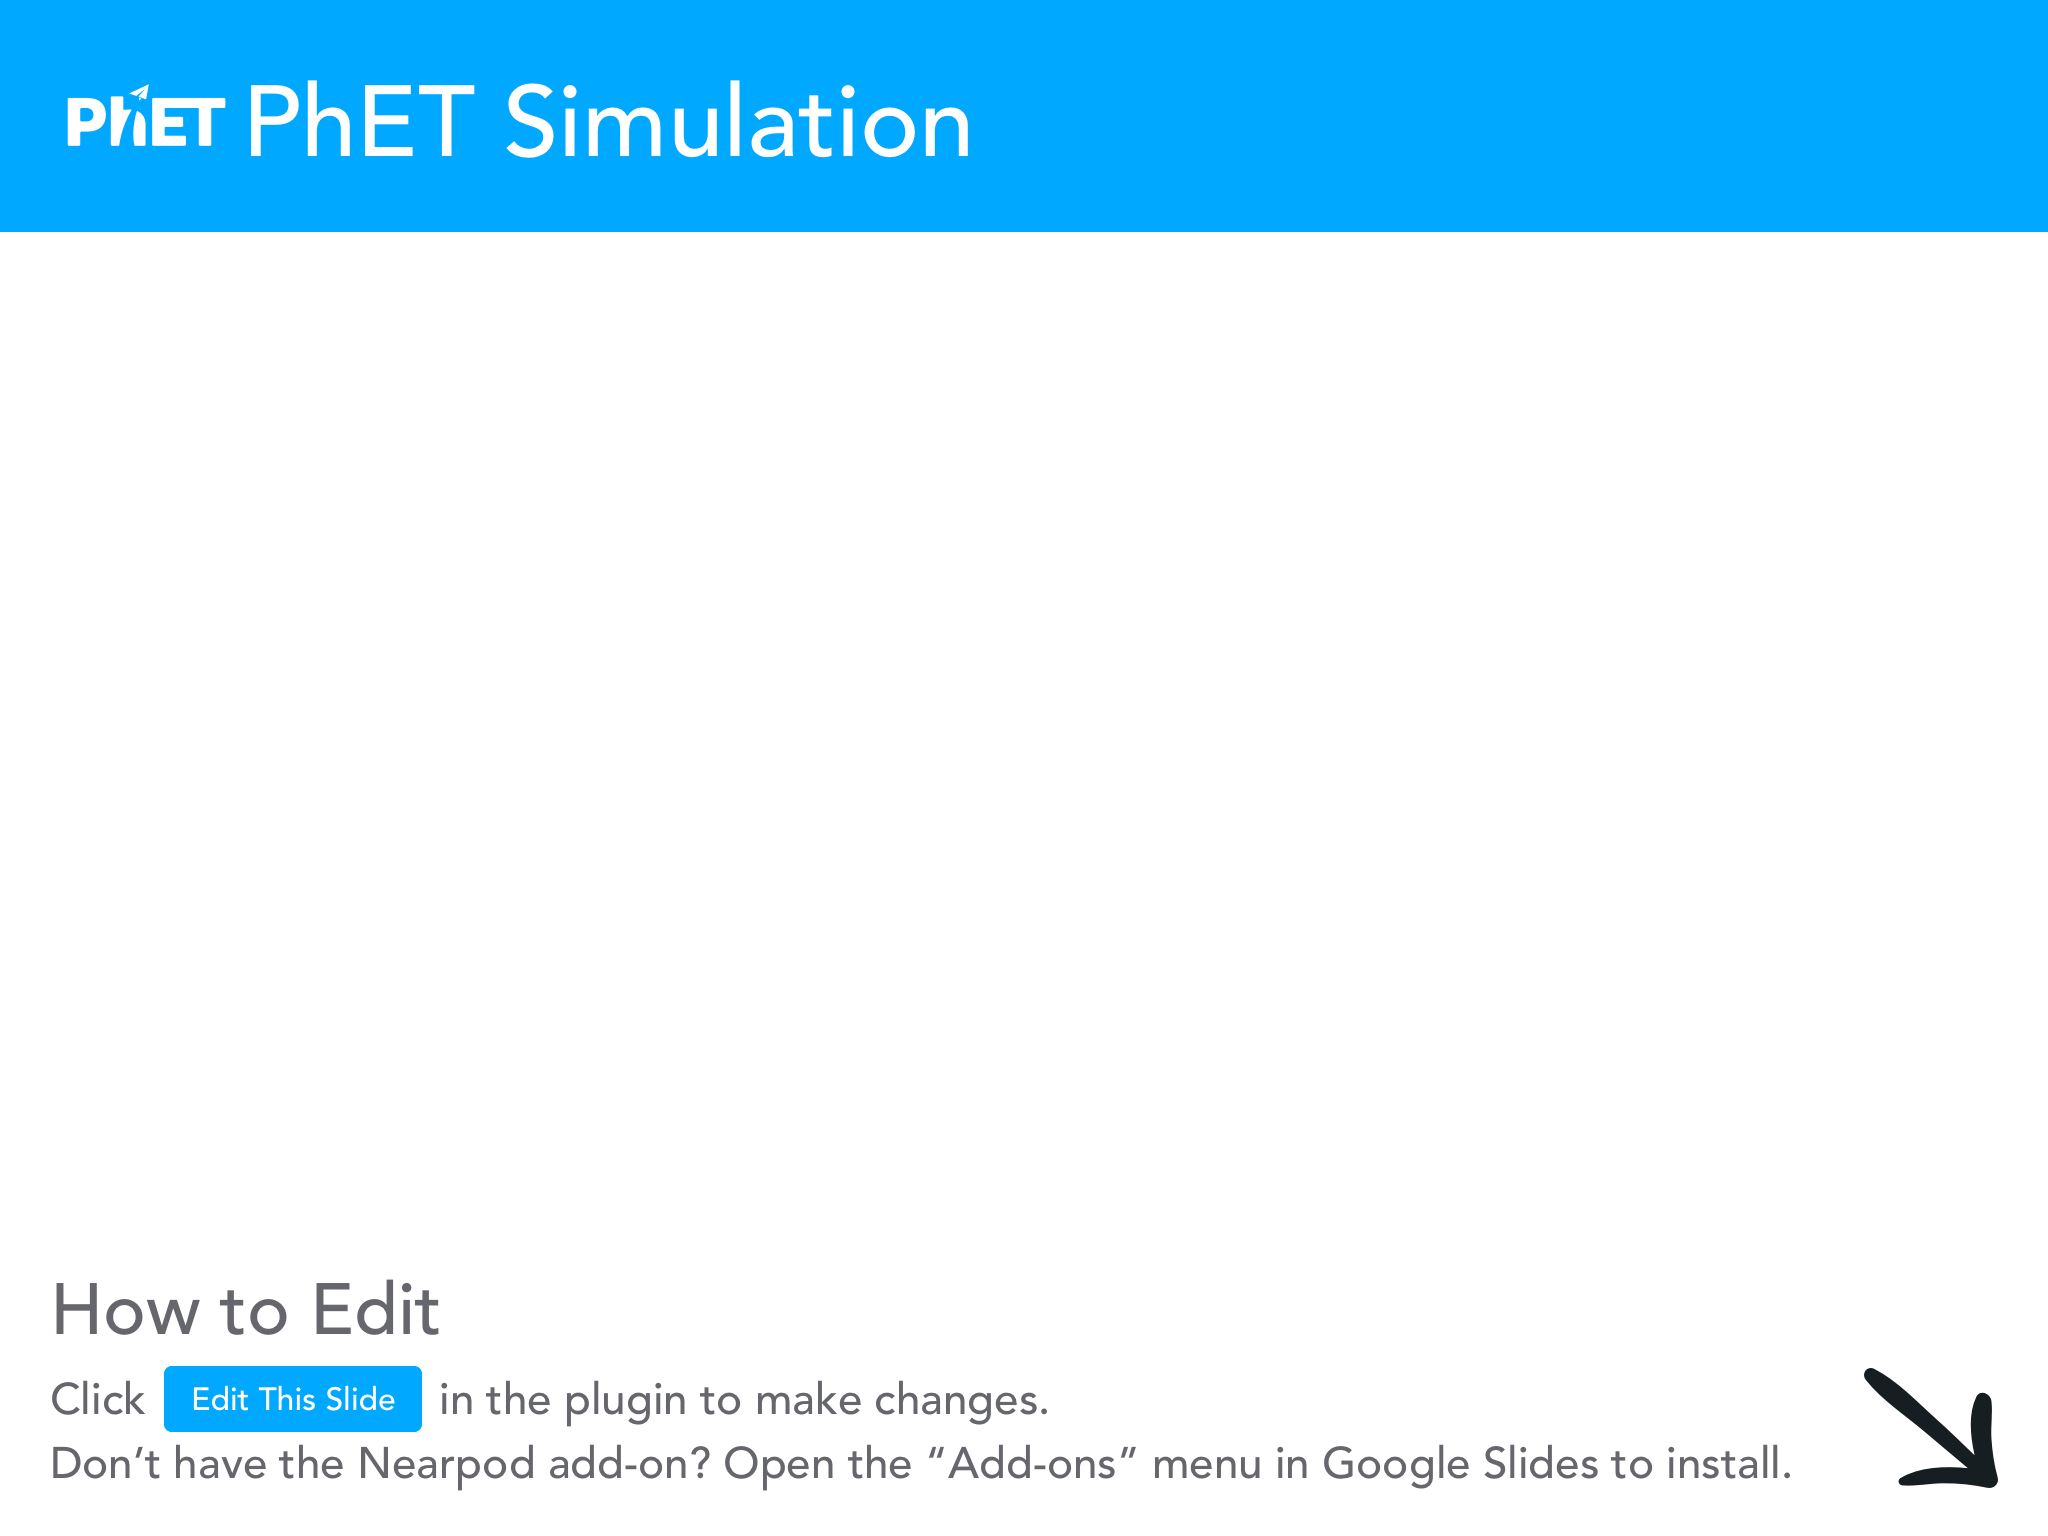 PhET PhET Simulation
How to Edit
Click Edit This Slide in the plugin to make changes.
Don’t have the Nearpod add-on? Open the “Add-ons” menu in Google Slides to install.